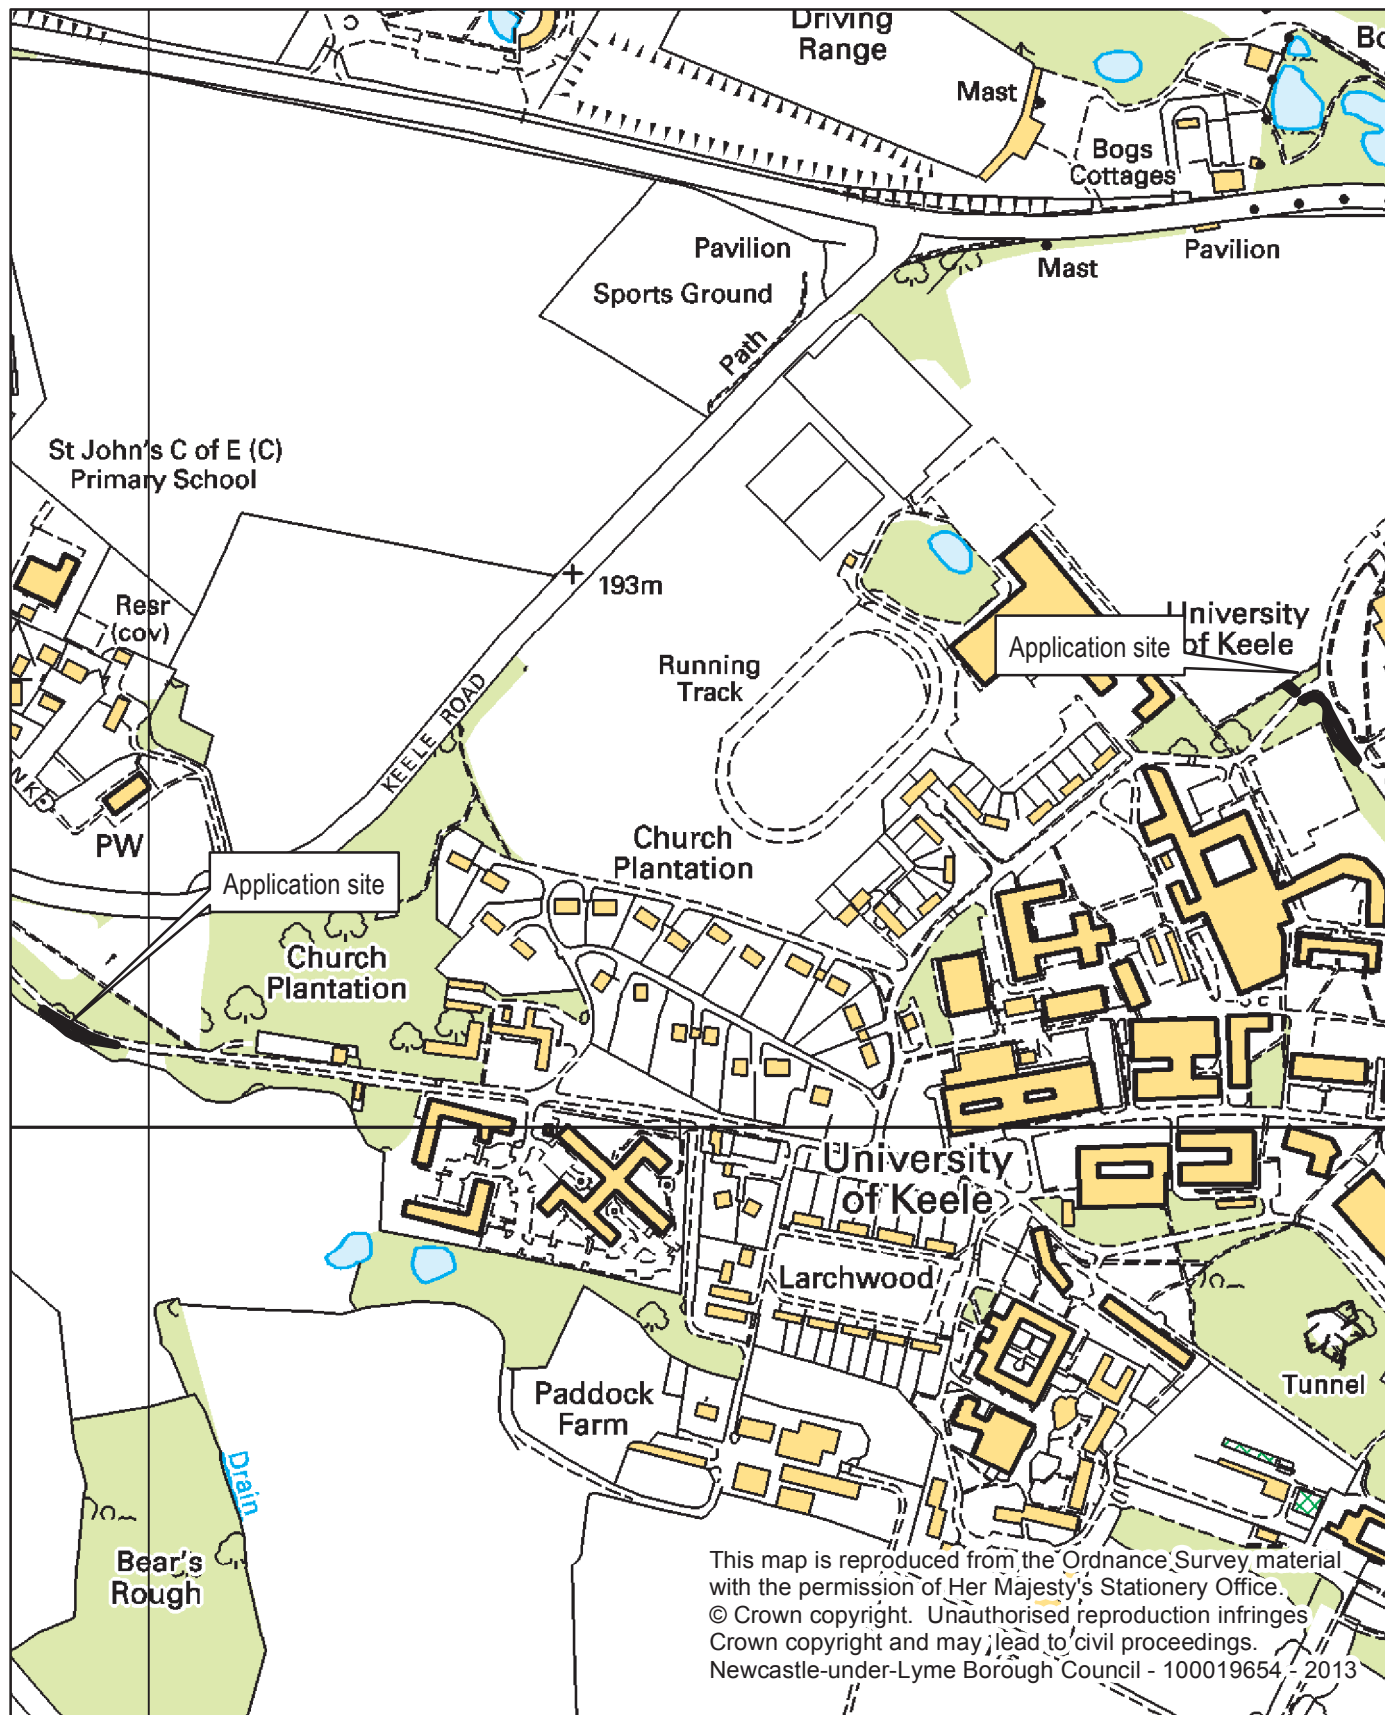 Driving
Range
Mast
Bogs
Cottages
Pavilion
Mast
Pavilion
Sports Ground
Path
St John's C of E (C)
Primary School
193m
Resr
(cov)
University
of Keele
Application site
Running
Track
KEELE ROAD
PW
Church
Plantation
Application site
Church
Plantation
University
of Keele
Larchwood
Tunnel
Paddock
Farm
Drain
Bear's
Rough
This map is reproduced from the Ordnance Survey material
with the permission of Her Majesty's Stationery Office.
© Crown copyright. Unauthorised reproduction infringes
Crown copyright and may lead to civil proceedings.
Newcastle-under-Lyme Borough Council - 100019654 - 2013